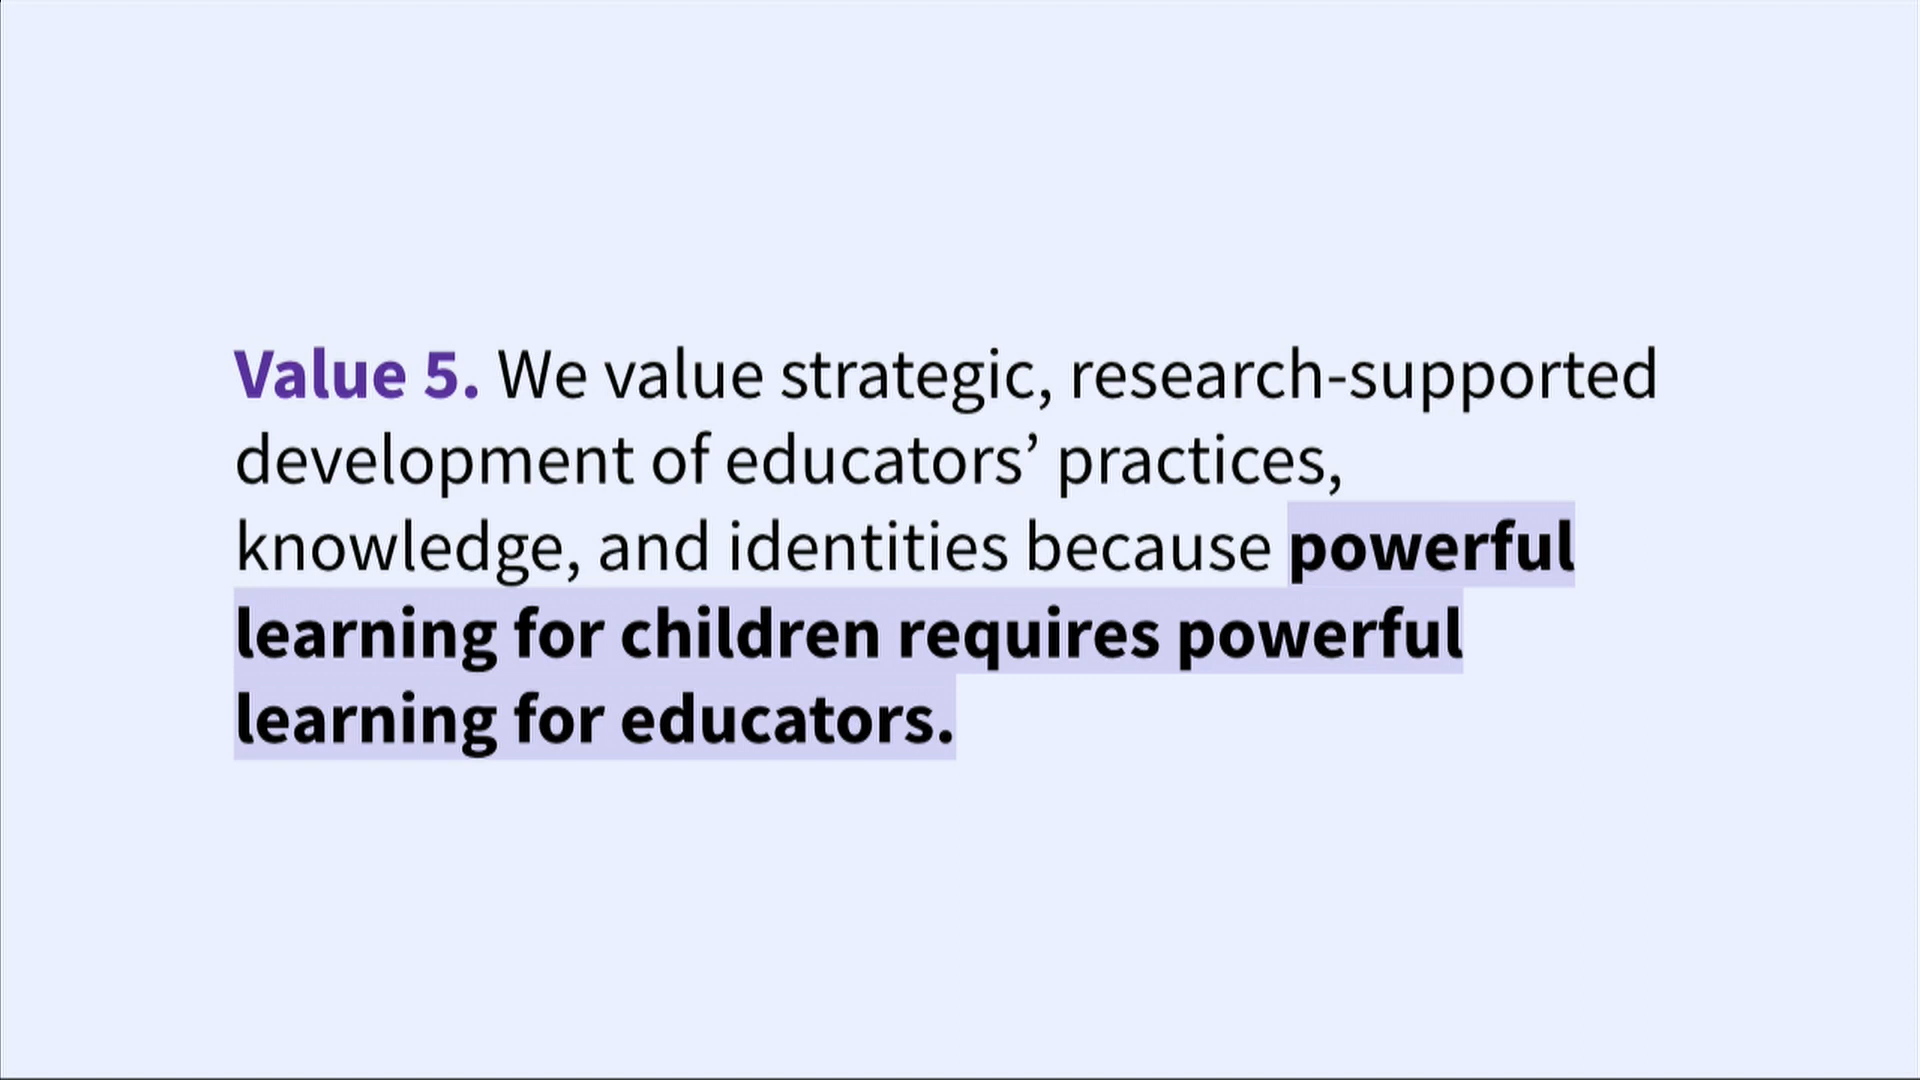 Value 5. We value strategic, research-supported
development of educators’ practices,
knowledge, and identities because powerful
learning for children requires powerful
learning for educators.